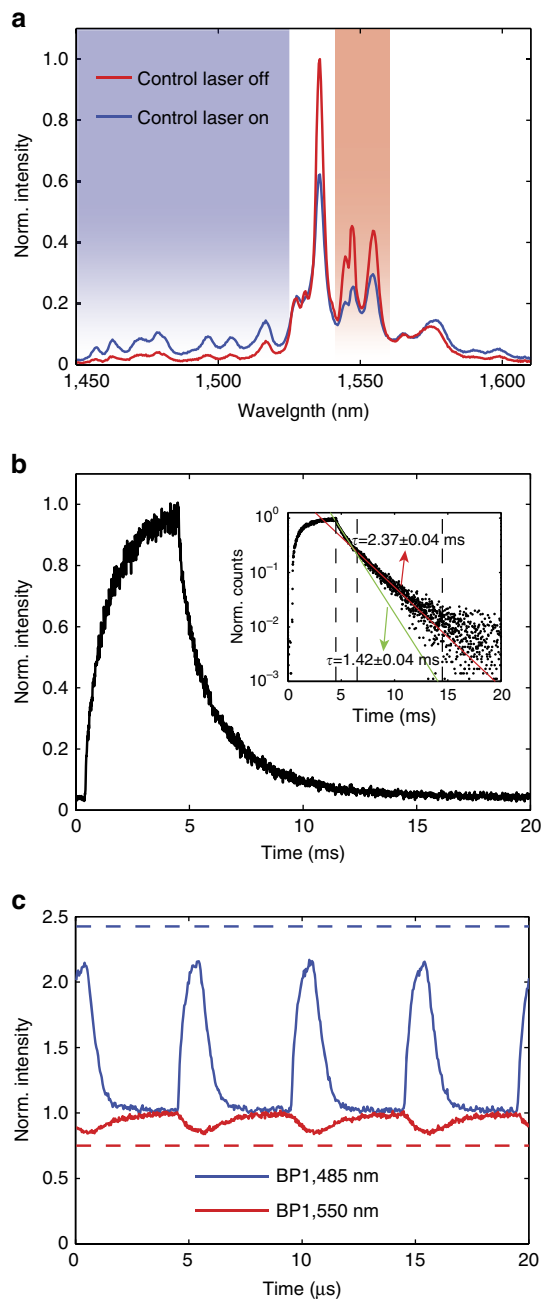 a
Norm. intensity
1.0
0.8
0.6
0.4
0.2
0
Control laser off
Control laser on
1,450
1,500
1,550
1,600
Wavelgnth (nm)
b
Norm. intensity
1.0
0.8
0.6
0.4
0.2
0
Norm. counts
10⁰
10⁻¹
10⁻²
10⁻³
τ=2.37±0.04 ms
τ=1.42±0.04 ms
0 5 10 15 20
Time (ms)
0 5 10 15 20
Time (ms)
c
Norm. intensity
2.5
2.0
1.5
1.0
0.5
0
BP1,485 nm
BP1,550 nm
0 5 10 15 20
Time (μs)